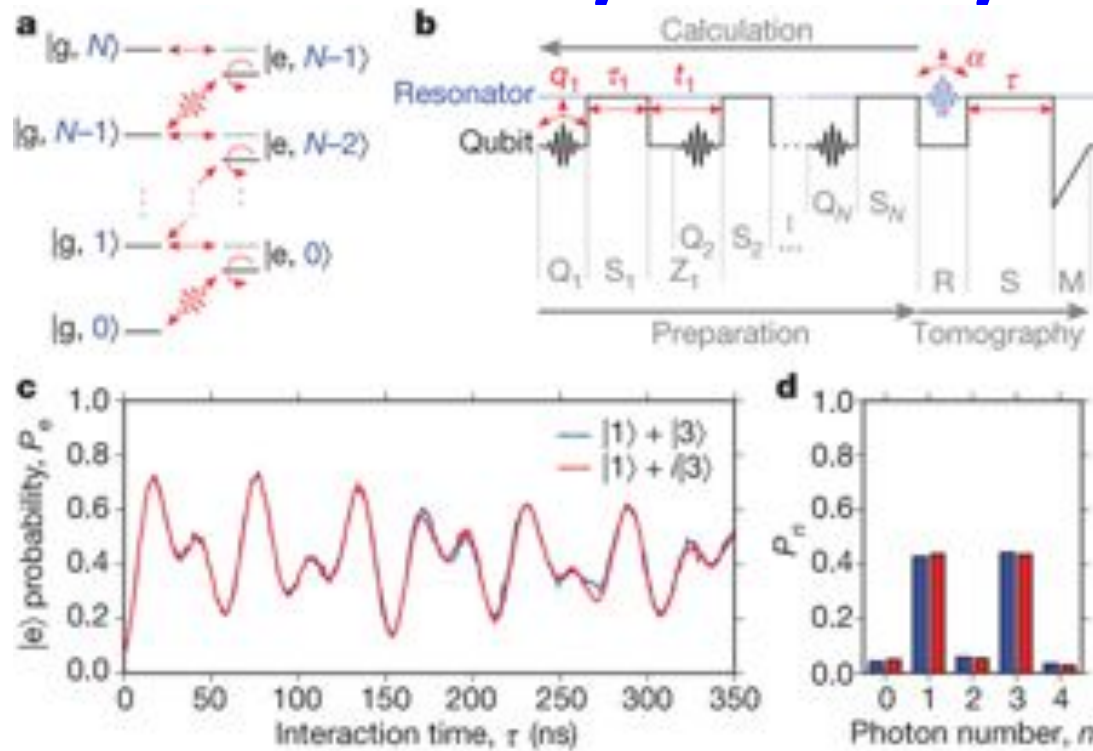 a
|g, N⟩
|e, N–1⟩
|g, N–1⟩
|e, N–2⟩
|g, 1⟩
|e, 0⟩
|g, 0⟩
b
Calculation
q₁ τ₁ t₁ α τ
Resonator
Qubit
Q₁ S₁ Z₁ Q₂ S₂ ... Q_N S_N R S M
Preparation Tomography
c
|e⟩ probability, Pₑ
1.0
0.8
0.6
0.4
0.2
0.0
|1⟩ + |3⟩
|1⟩ + i|3⟩
0 50 100 150 200 250 300 350
Interaction time, τ (ns)
d
Pₙ
1.0
0.8
0.6
0.4
0.2
0.0
0 1 2 3 4
Photon number, n